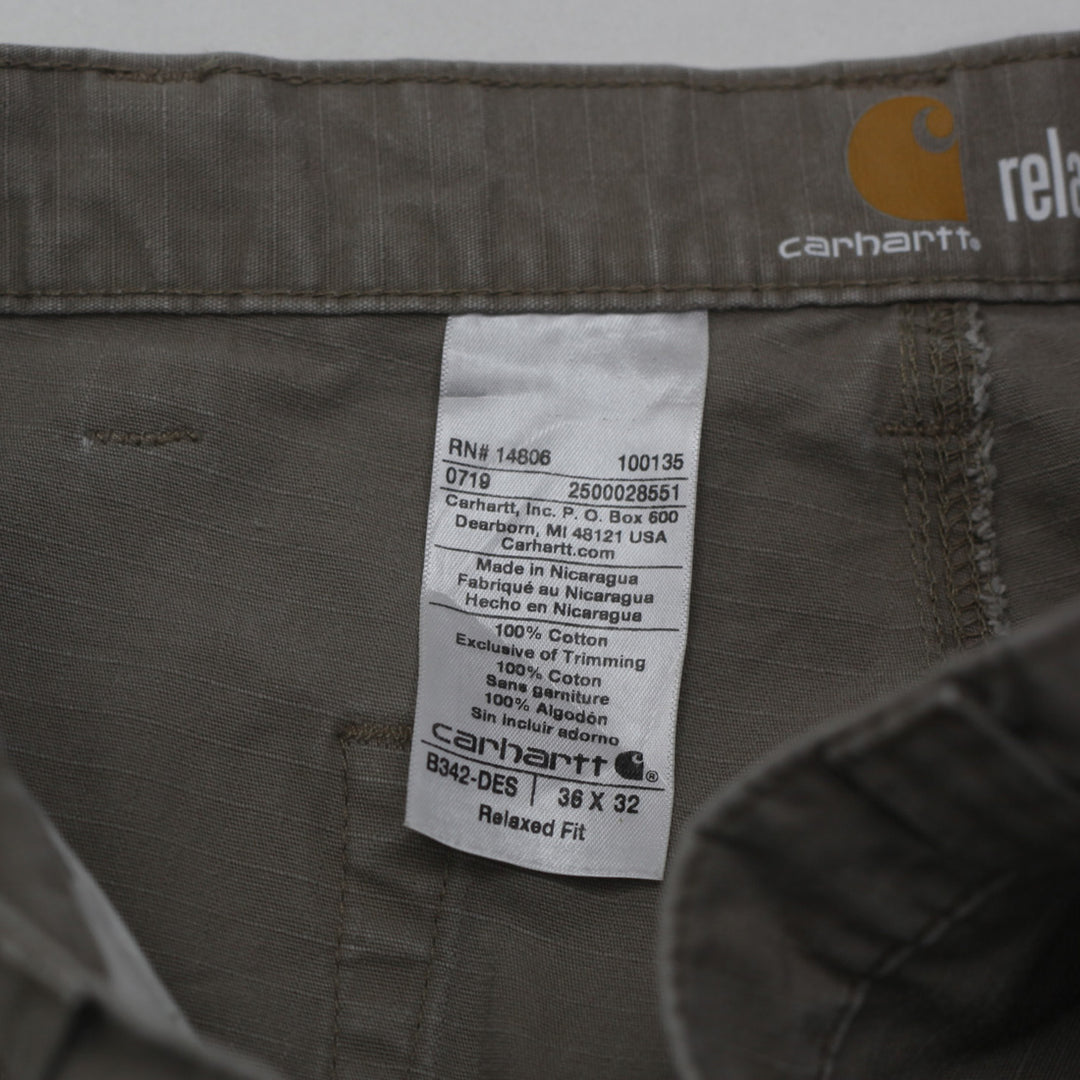 carhartt®
rela
RN# 14806 100135
0719 2500028551
Carhartt, Inc. P. O. Box 600
Dearborn, MI 48121 USA
Carhartt.com
Made in Nicaragua
Fabriqué au Nicaragua
Hecho en Nicaragua
100% Cotton
Exclusive of Trimming
100% Coton
Sans garniture
100% Algodón
Sin incluir adorno
carhartt ®
B342-DES | 36 X 32
Relaxed Fit